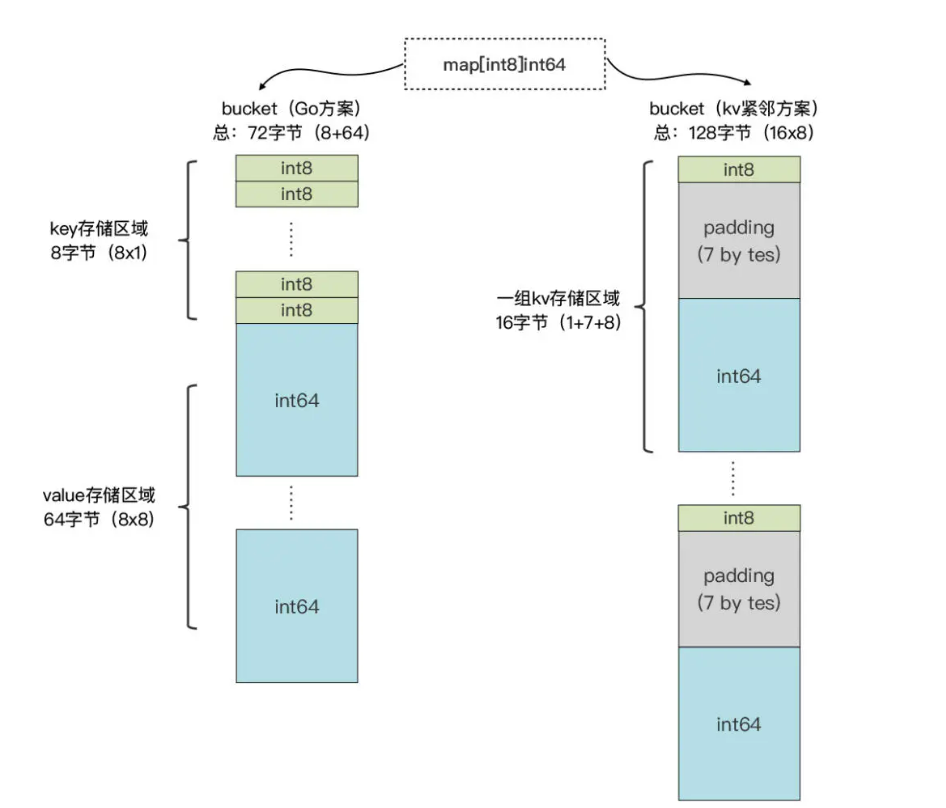 map[int8]int64
bucket（Go方案）
总：72字节（8+64）
int8
int8
key存储区域
8字节（8x1）
int8
int8
int64
value存储区域
64字节（8x8）
int64
bucket（kv紧邻方案）
总：128字节（16x8）
int8
padding
(7 by tes)
一组kv存储区域
16字节（1+7+8）
int64
int8
padding
(7 by tes)
int64